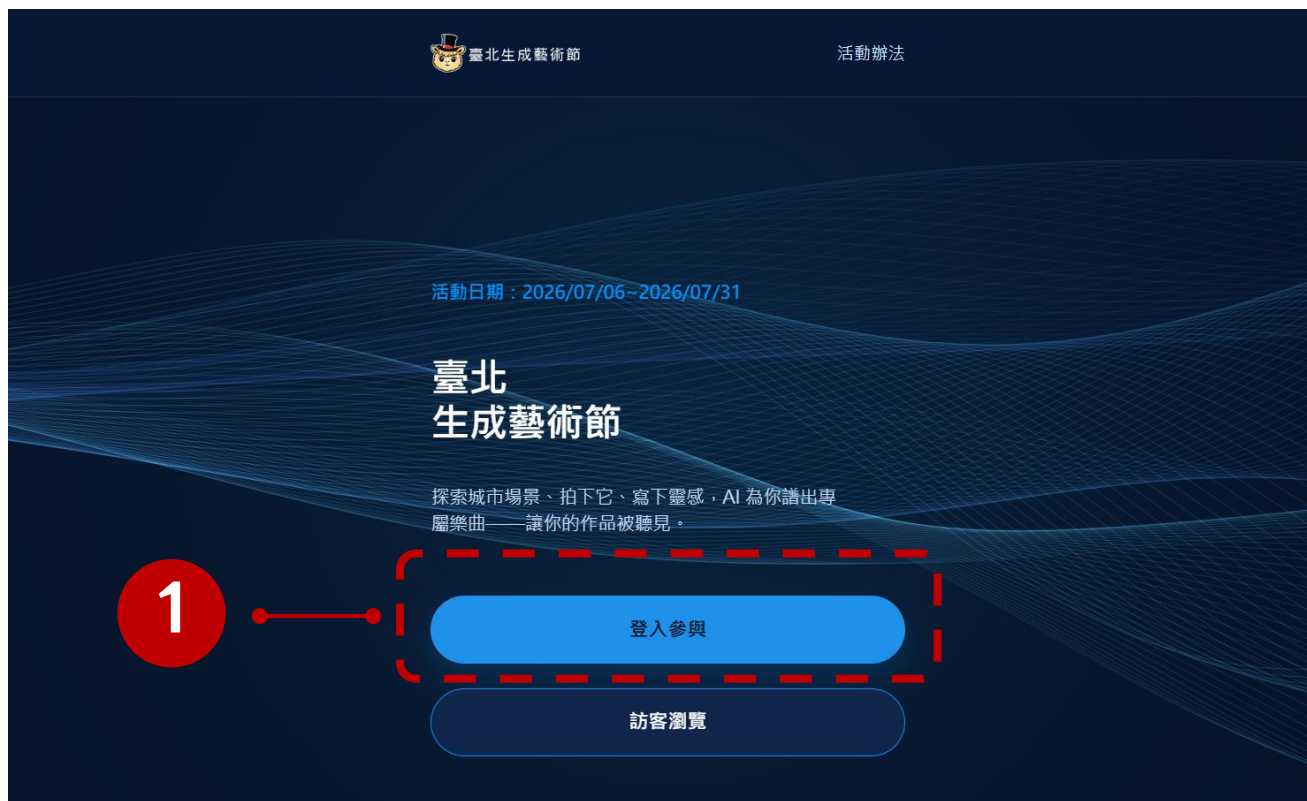 臺北生成藝術節
活動辦法
活動日期：2026/07/06~2026/07/31
臺北
生成藝術節
探索城市場景、拍下它、寫下靈感，AI 為你譜出專
屬樂曲——讓你的作品被聽見。
1
登入參與
訪客瀏覽